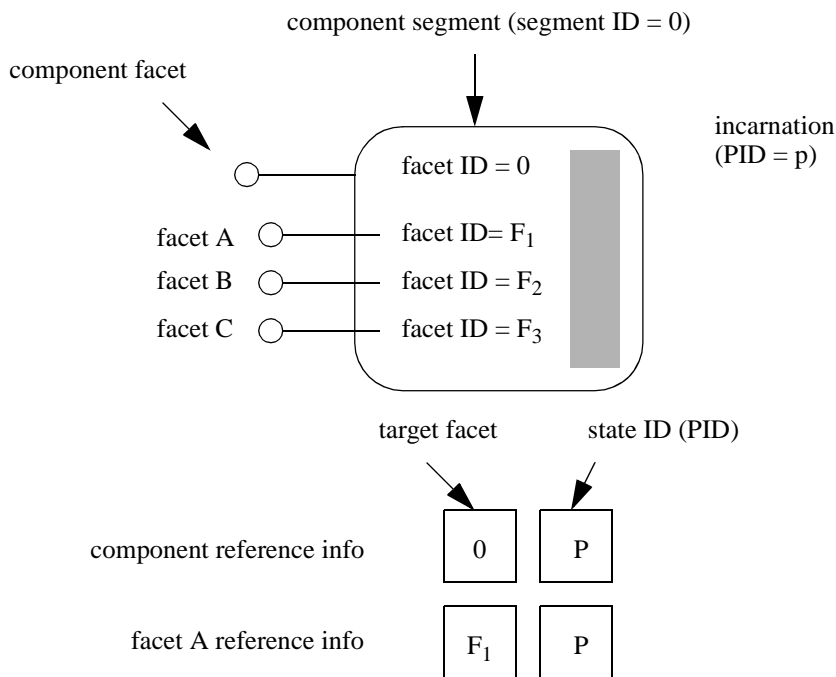 component segment (segment ID = 0)
component facet
incarnation
(PID = p)
facet ID = 0
facet A
facet ID= F1
facet B
facet ID = F2
facet C
facet ID = F3
target facet
state ID (PID)
component reference info
0
P
facet A reference info
F1
P